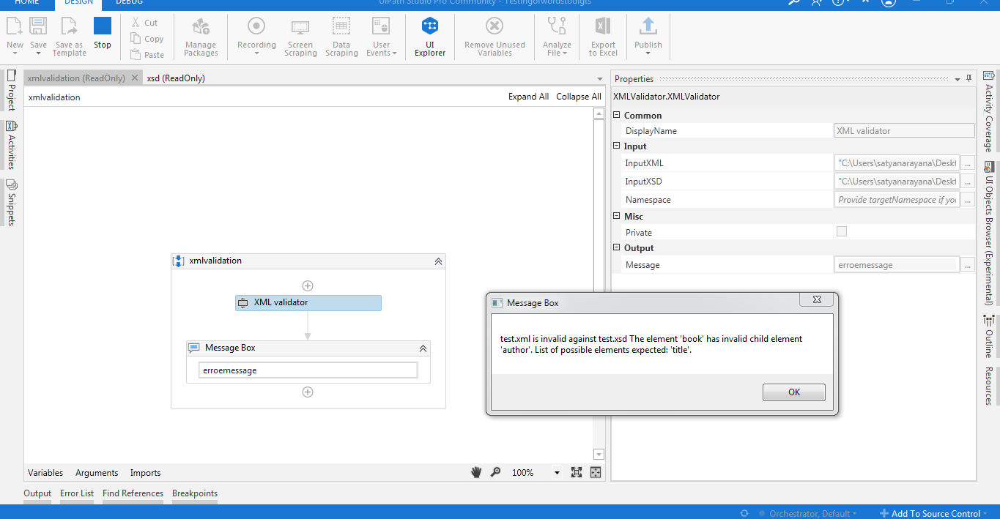 HOME DESIGN DEBUG UiPath Studio Pro Community - Testingofwordstodigts
New
Save
Save as
Template
Stop
Cut
Copy
Paste
Manage
Packages
Recording
Screen
Scraping
Data
Scraping
User
Events
UI
Explorer
Remove Unused
Variables
Analyze
File
Export
to Excel
Publish
Project
Activities
Snippets
xmlvalidation (ReadOnly) xsd (ReadOnly)
xmlvalidation Expand All Collapse All
xmlvalidation
XML validator
Message Box
erroemessage
Properties
XMLValidator.XMLValidator
Common
DisplayName XML validator
Input
InputXML "C:\Users\satyanarayana\Deskt ...
InputXSD "C:\Users\satyanarayana\Deskt ...
Namespace Provide targetNamespace if you ...
Misc
Private
Output
Message erroemessage ...
Message Box
test.xml is invalid against test.xsd The element 'book' has invalid child element
'author'. List of possible elements expected: 'title'.
OK
Activity Coverage
UI Objects Browser (Experimental)
Outline
Resources
Variables Arguments Imports 100%
Output Error List Find References Breakpoints
Orchestrator, Default Add To Source Control